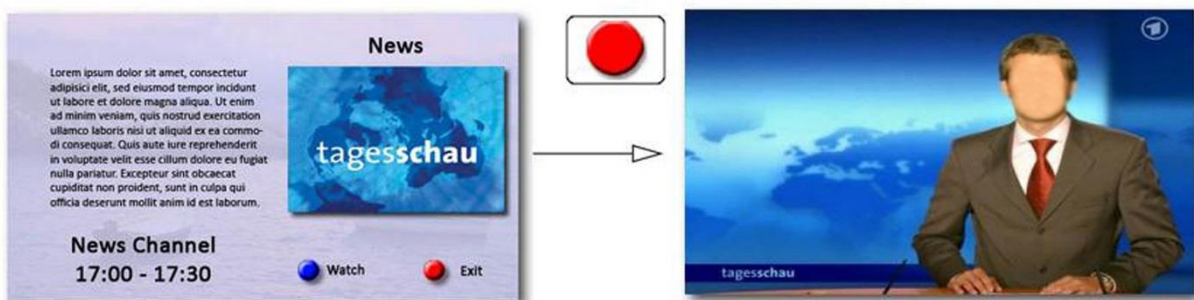 News
Lorem ipsum dolor sit amet, consectetur
adipisici elit, sed eiusmod tempor incidunt
ut labore et dolore magna aliqua. Ut enim
ad minim veniam, quis nostrud exercitation
ullamco laboris nisi ut aliquid ex ea commo-
di consequat. Quis aute iure reprehenderit
in voluptate velit esse cillum dolore eu fugiat
nulla pariatur. Excepteur sint obcaecat
cupiditat non proident, sunt in culpa qui
officia deserunt mollit anim id est laborum.
tagesschau
News Channel
17:00 - 17:30
Watch
Exit
1
tagesschau